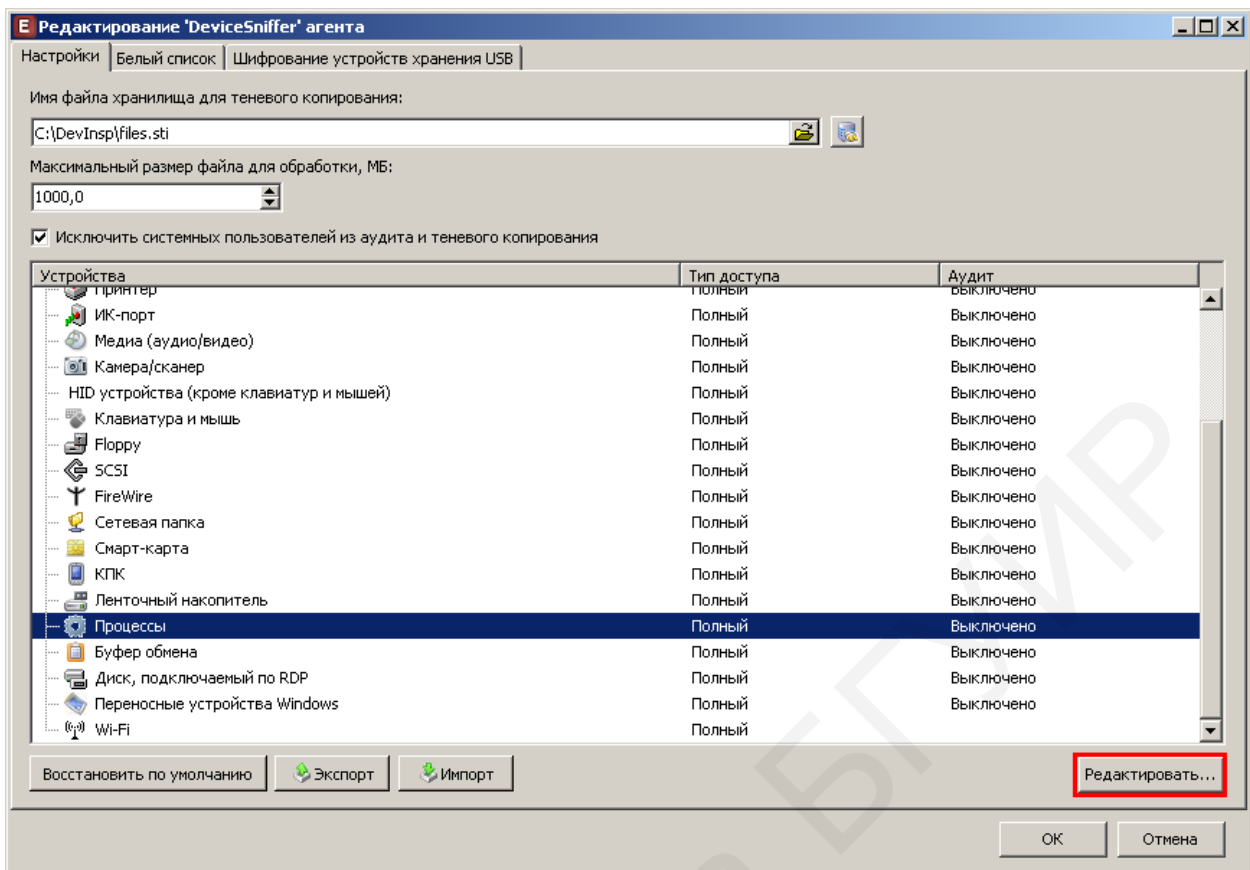 E Редактирование 'DeviceSniffer' агента
Настройки Белый список Шифрование устройств хранения USB
Имя файла хранилища для теневого копирования:
C:\DevInsp\files.sti
Максимальный размер файла для обработки, МБ:
1000,0
Исключить системных пользователей из аудита и теневого копирования
Устройства Тип доступа Аудит
Принтер Полный Выключено
ИК-порт Полный Выключено
Медиа (аудио/видео) Полный Выключено
Камера/сканер Полный Выключено
HID устройства (кроме клавиатур и мышей) Полный Выключено
Клавиатура и мышь Полный Выключено
Floppy Полный Выключено
SCSI Полный Выключено
FireWire Полный Выключено
Сетевая папка Полный Выключено
Смарт-карта Полный Выключено
КПК Полный Выключено
Ленточный накопитель Полный Выключено
Процессы Полный Выключено
Буфер обмена Полный Выключено
Диск, подключаемый по RDP Полный Выключено
Переносные устройства Windows Полный Выключено
Wi-Fi Полный
Восстановить по умолчанию Экспорт Импорт Редактировать...
ОК Отмена
БГУИР